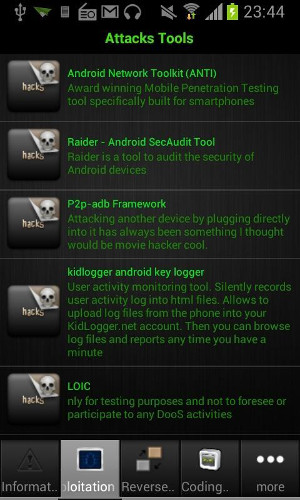 23:44
Attacks Tools
hacks
Android Network Toolkit (ANTI)
Award winning Mobile Penetration Testing
tool specifically built for smartphones
hacks
Raider - Android SecAudit Tool
Raider is a tool to audit the security of
Android devices
hacks
P2p-adb Framework
Attacking another device by plugging directly
into it has always been something I thought
would be movie hacker cool.
hacks
kidlogger android key logger
User activity monitoring tool. Silently records
user activity log into html files. Allows to
upload log files from the phone into your
KidLogger.net account. Then you can browse
log files and reports any time you have a
minute
hacks
LOIC
nly for testing purposes and not to foresee or
participate to any DooS activities
Informat.. ploitation Reverse.. Coding.. more